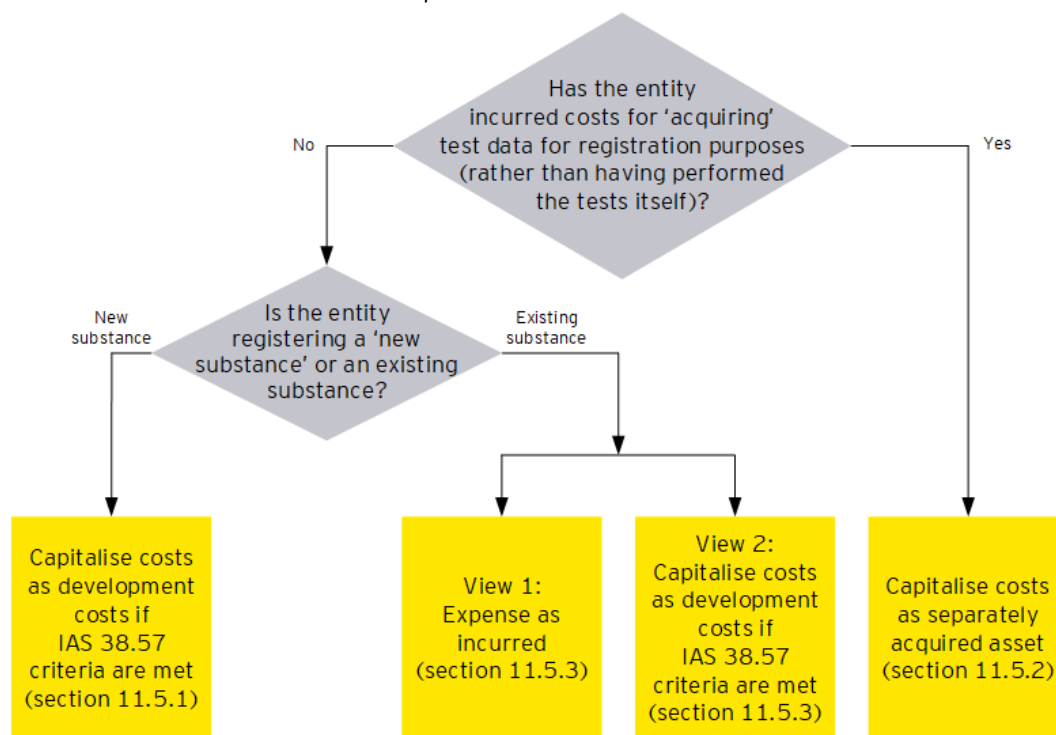 Has the entity
incurred costs for ‘acquiring’
test data for registration purposes
(rather than having performed
the tests itself)?
No
Yes
Is the entity
registering a ‘new
substance’ or an existing
substance?
New
substance
Existing
substance
Capitalise costs
as development
costs if
IAS 38.57
criteria are met
(section 11.5.1)
View 1:
Expense as
incurred
(section 11.5.3)
View 2:
Capitalise costs
as development
costs if
IAS 38.57
criteria are met
(section 11.5.3)
Capitalise costs
as separately
acquired asset
(section 11.5.2)